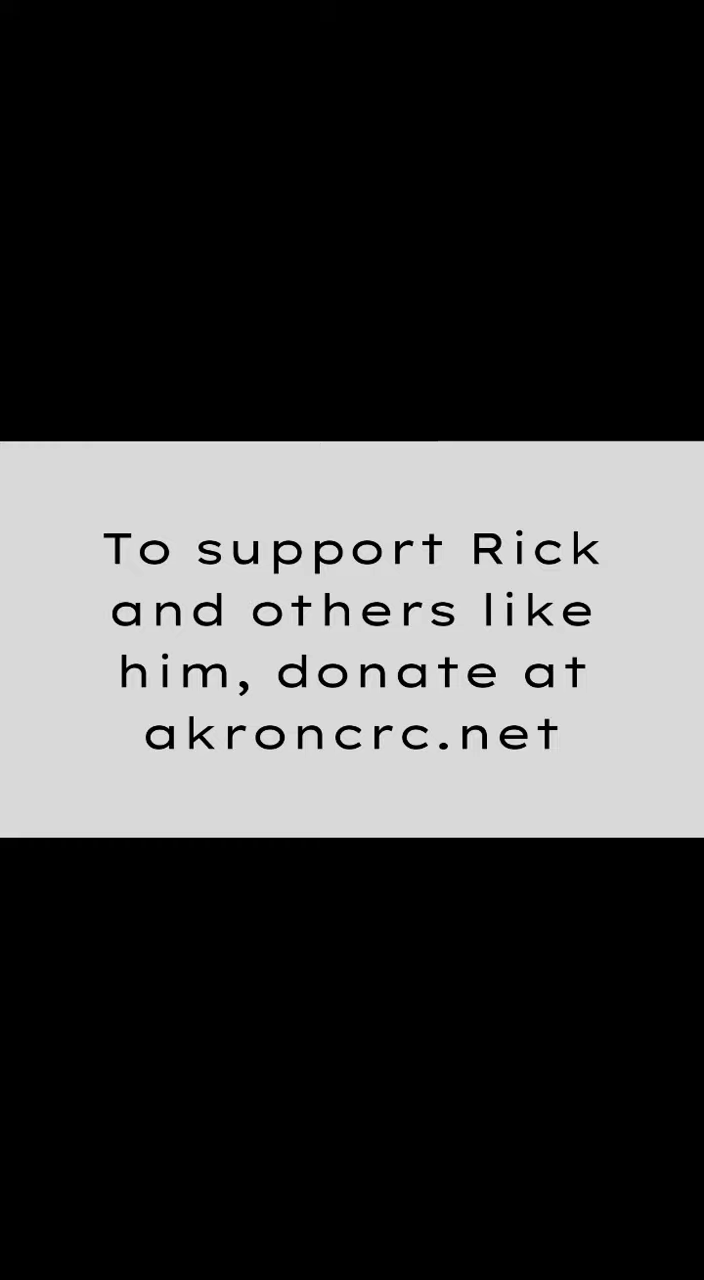 To support Rick
and others like
him, donate at
akroncrc.net